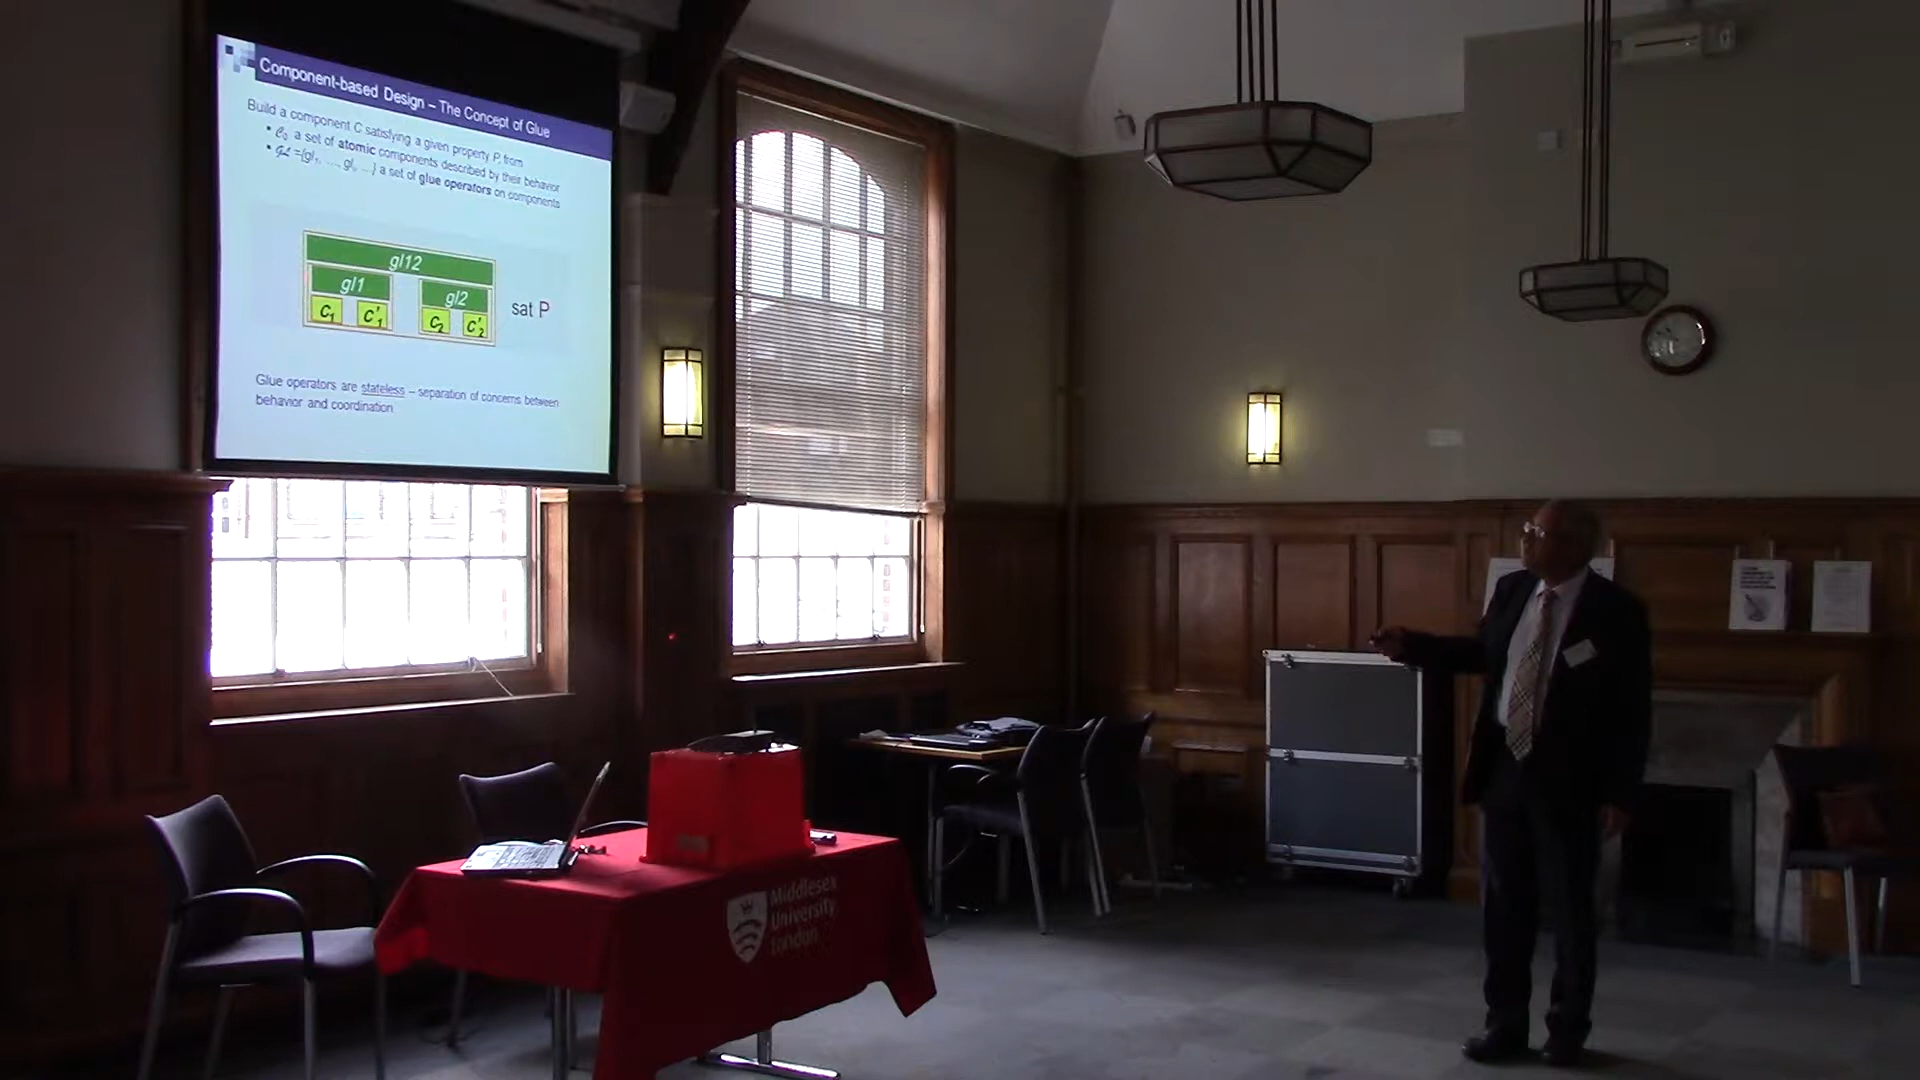 Component-based Design – The Concept of Glue
Build a component C satisfying a given property P, from
• 𝒞₀ a set of atomic components described by their behavior
• 𝒢ℒ ={gl₁, ..., glᵢ, ...} a set of glue operators on components
gl12
gl1
gl2
C₁
C'₁
C₂
C'₂
sat P
Glue operators are stateless – separation of concerns between
behavior and coordination
Middlesex
University
London